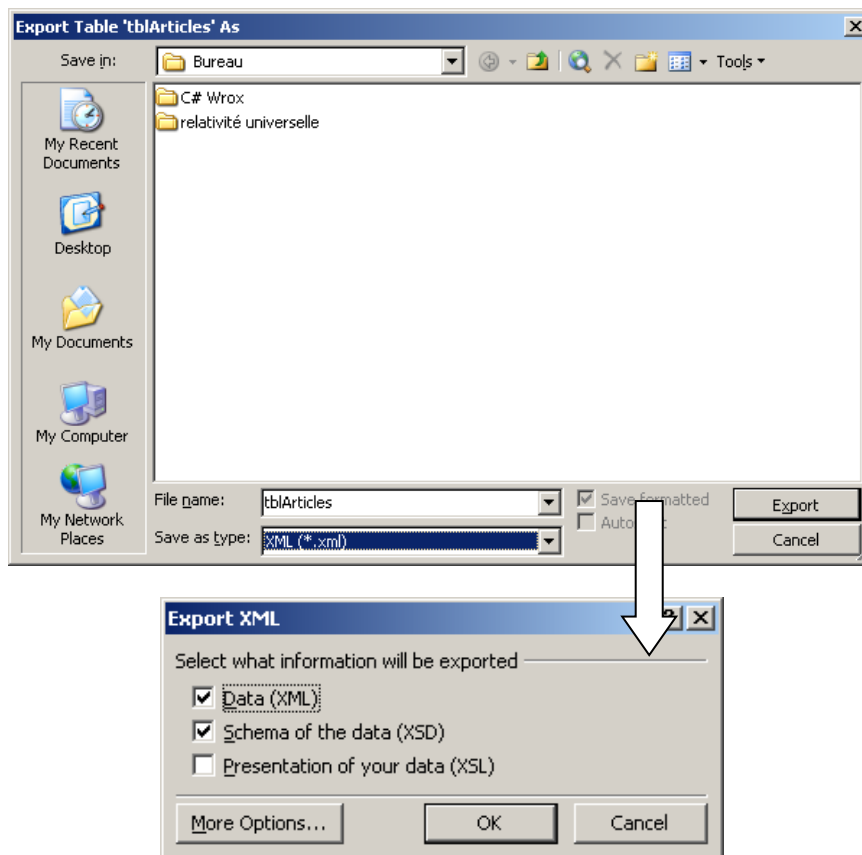 Export Table 'tblArticles' As
Save in:
Bureau
Tools
C# Wrox
relativité universelle
My Recent
Documents
Desktop
My Documents
My Computer
My Network
Places
File name:
tblArticles
Save formatted
Export
Save as type:
XML (*.xml)
Cancel
Export XML
Select what information will be exported
Data (XML)
Schema of the data (XSD)
Presentation of your data (XSL)
More Options...
OK
Cancel